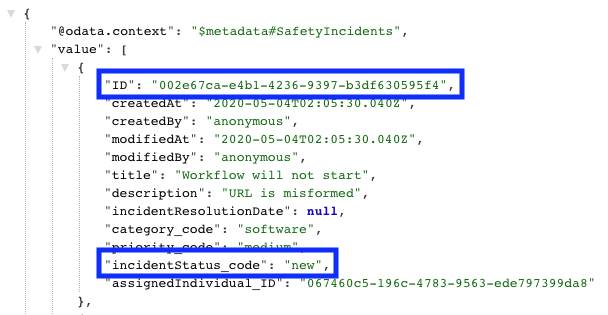 {
"@odata.context": "$metadata#SafetyIncidents",
"value": [
{
"ID": "002e67ca-e4b1-4236-9397-b3df630595f4",
"createdAt": "2020-05-04T02:05:30.040Z",
"createdBy": "anonymous",
"modifiedAt": "2020-05-04T02:05:30.040Z",
"modifiedBy": "anonymous",
"title": "Workflow will not start",
"description": "URL is misformed",
"incidentResolutionDate": null,
"category_code": "software",
"priority_code": "medium",
"incidentStatus_code": "new",
"assignedIndividual_ID": "067460c5-196c-4783-9563-ede797399da8"
},